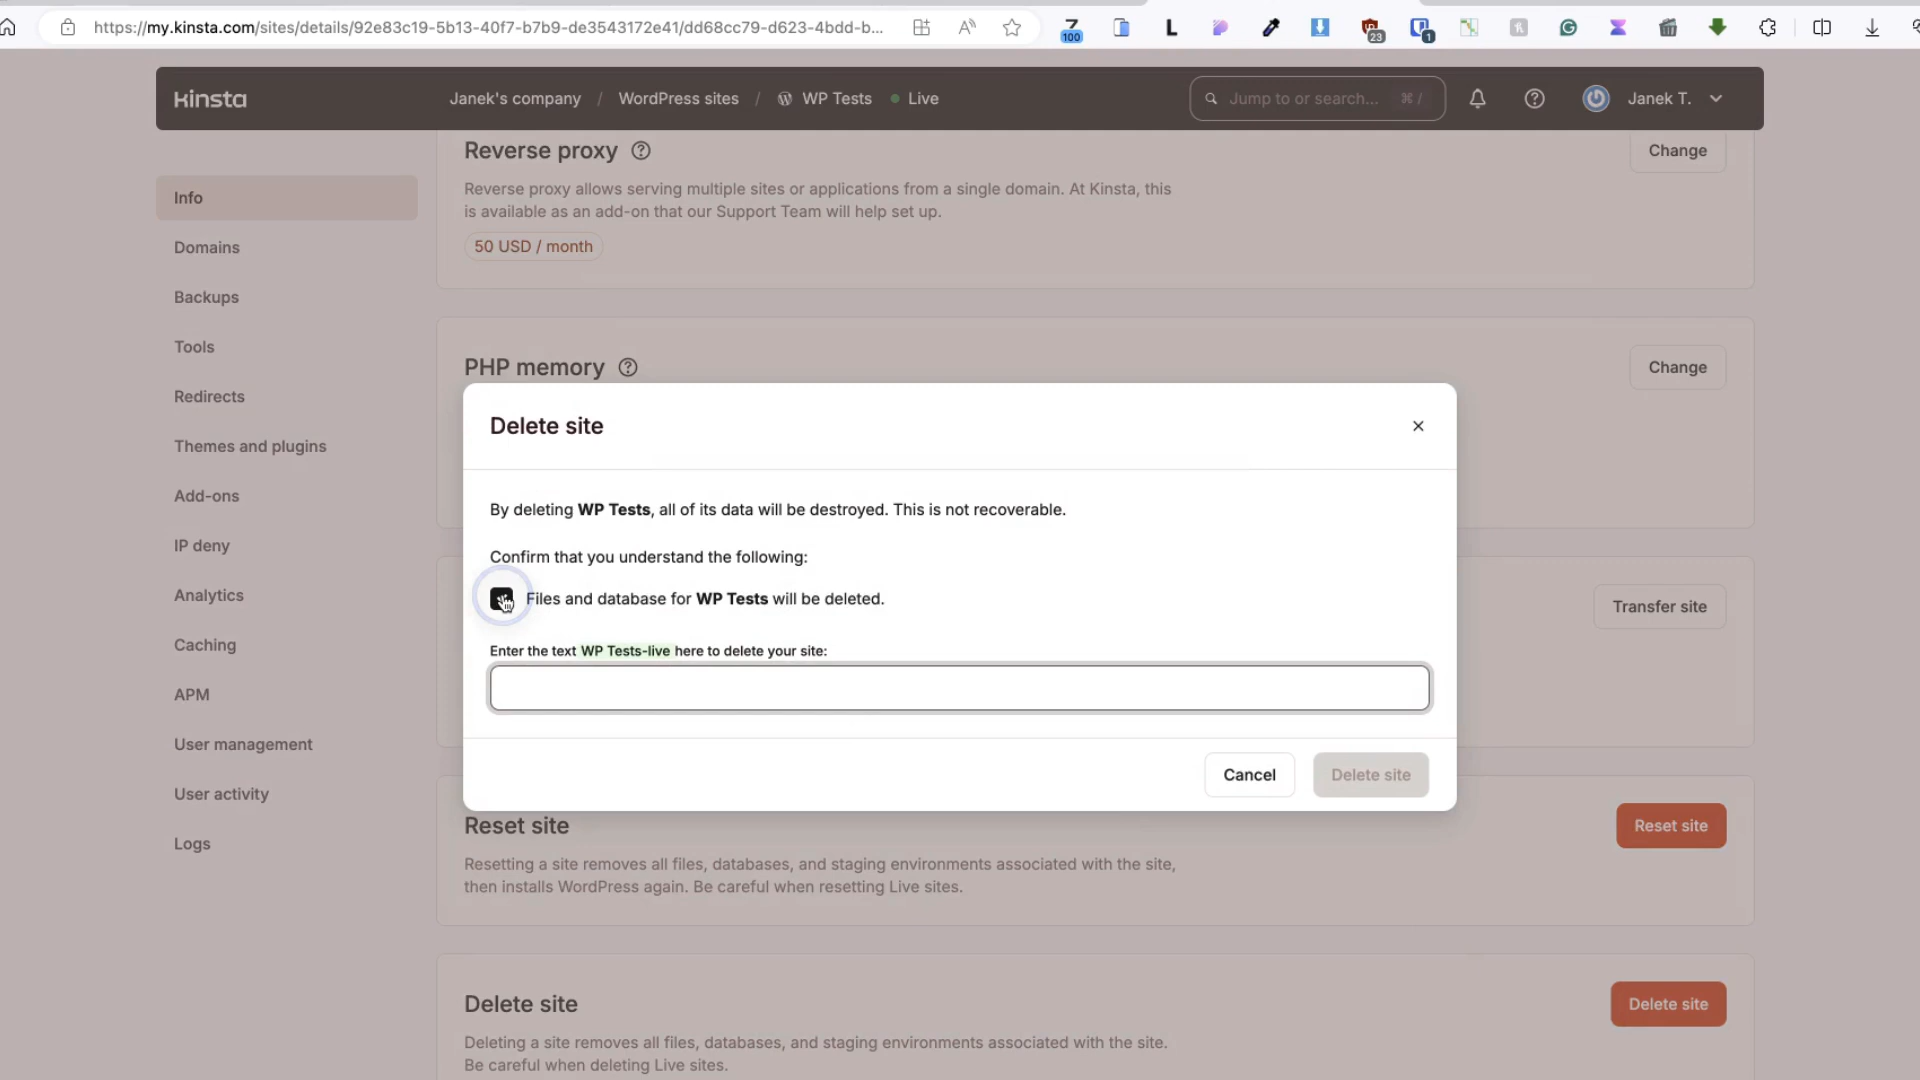 https://my.kinsta.com/sites/details/92e83c19-5b13-40f7-b7b9-de3543172e41/dd68cc79-d623-4bdd-b...
100
L
23
1
Kinsta
Janek's company / WordPress sites / WP Tests Live
Jump to or search... ⌘ /
Janek T.
Info
Domains
Backups
Tools
Redirects
Themes and plugins
Add-ons
IP deny
Analytics
Caching
APM
User management
User activity
Logs
Reverse proxy
Change
Reverse proxy allows serving multiple sites or applications from a single domain. At Kinsta, this
is available as an add-on that our Support Team will help set up.
50 USD / month
PHP memory
Change
Delete site
By deleting WP Tests, all of its data will be destroyed. This is not recoverable.
Confirm that you understand the following:
Files and database for WP Tests will be deleted.
Enter the text WP Tests-live here to delete your site:
Cancel
Delete site
Transfer site
Reset site
Reset site
Resetting a site removes all files, databases, and staging environments associated with the site,
then installs WordPress again. Be careful when resetting Live sites.
Delete site
Delete site
Deleting a site removes all files, databases, and staging environments associated with the site.
Be careful when deleting Live sites.